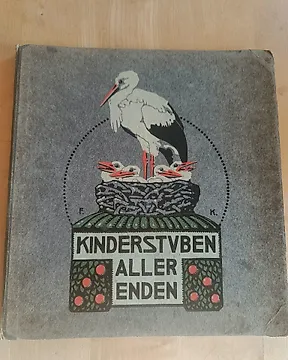 F. K.
KINDERSTVBEN
ALLER
ENDEN